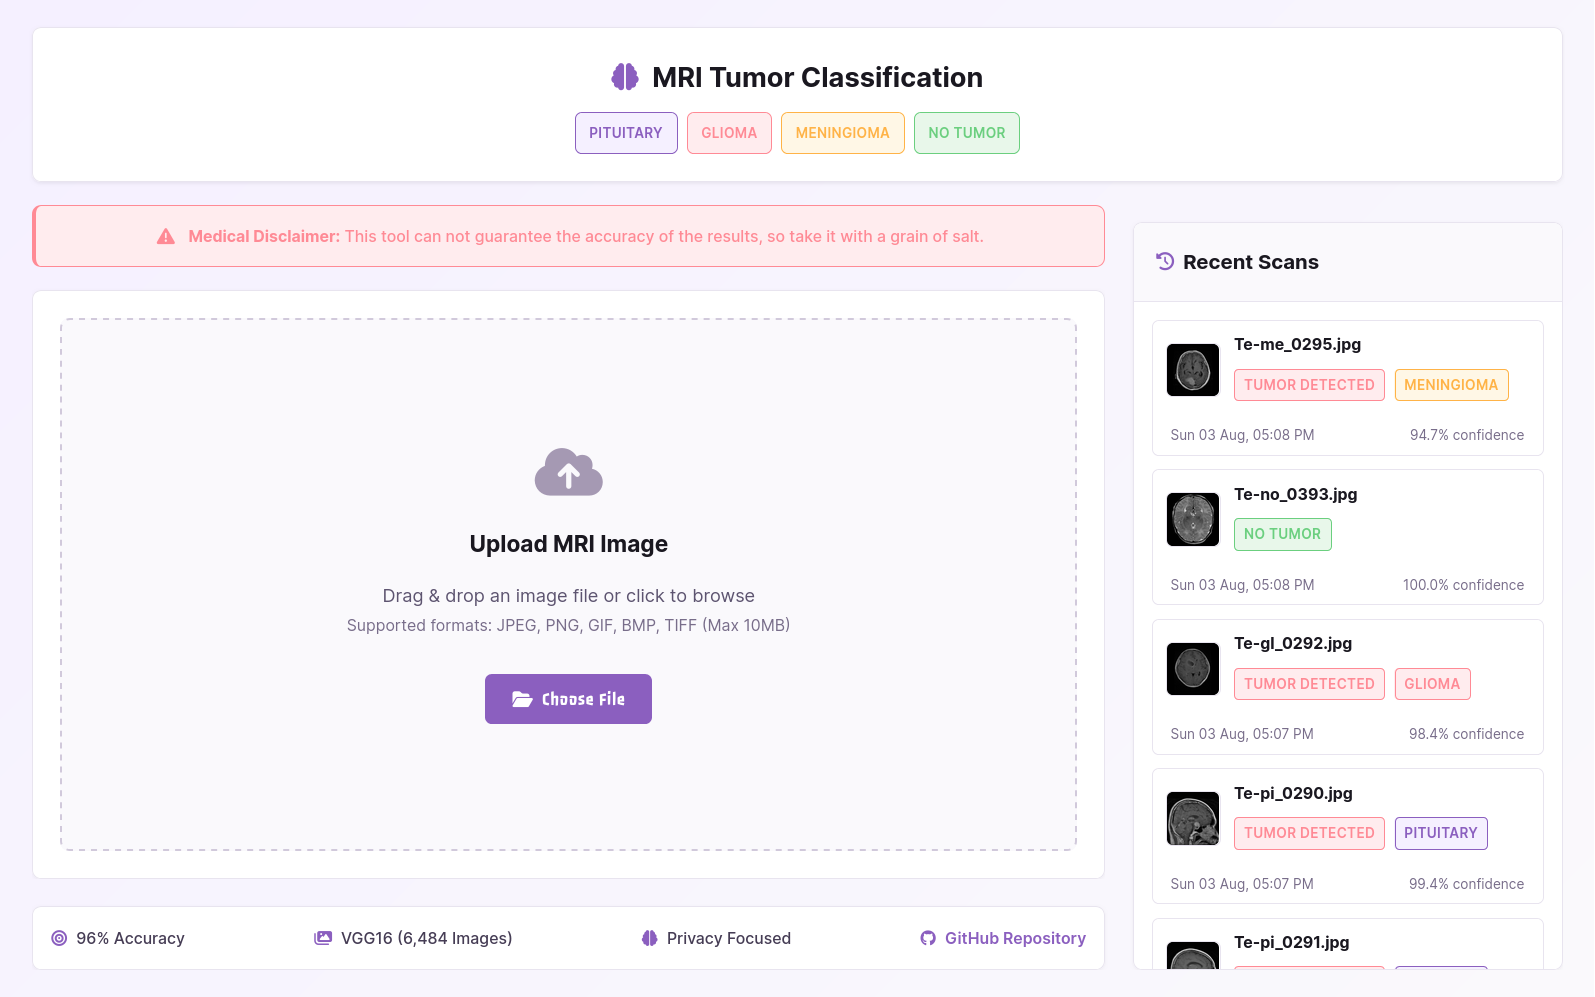 MRI Tumor Classification
PITUITARY GLIOMA MENINGIOMA NO TUMOR
Medical Disclaimer: This tool can not guarantee the accuracy of the results, so take it with a grain of salt.
Upload MRI Image
Drag & drop an image file or click to browse
Supported formats: JPEG, PNG, GIF, BMP, TIFF (Max 10MB)
Choose File
96% Accuracy
VGG16 (6,484 Images)
Privacy Focused
GitHub Repository
Recent Scans
Te-me_0295.jpg
TUMOR DETECTED MENINGIOMA
Sun 03 Aug, 05:08 PM 94.7% confidence
Te-no_0393.jpg
NO TUMOR
Sun 03 Aug, 05:08 PM 100.0% confidence
Te-gl_0292.jpg
TUMOR DETECTED GLIOMA
Sun 03 Aug, 05:07 PM 98.4% confidence
Te-pi_0290.jpg
TUMOR DETECTED PITUITARY
Sun 03 Aug, 05:07 PM 99.4% confidence
Te-pi_0291.jpg